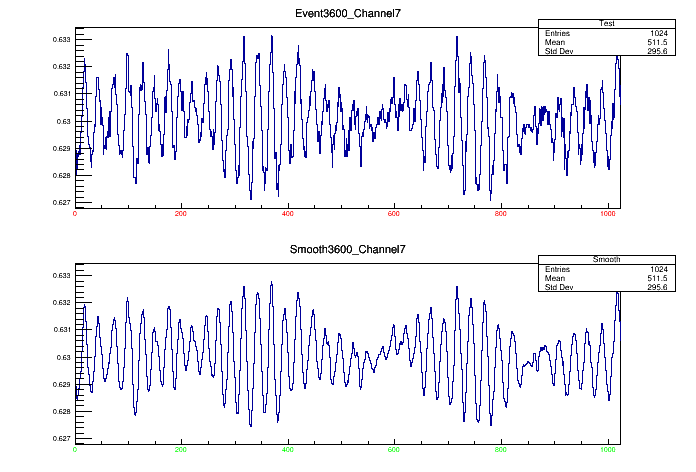 Event3600_Channel7
Test
Entries 1024
Mean 511.5
Std Dev 295.6
0.633
0.632
0.631
0.63
0.629
0.628
0.627
0 200 400 600 800 1000
Smooth3600_Channel7
Smooth
Entries 1024
Mean 511.5
Std Dev 295.6
0.633
0.632
0.631
0.63
0.629
0.628
0.627
0 200 400 600 800 1000